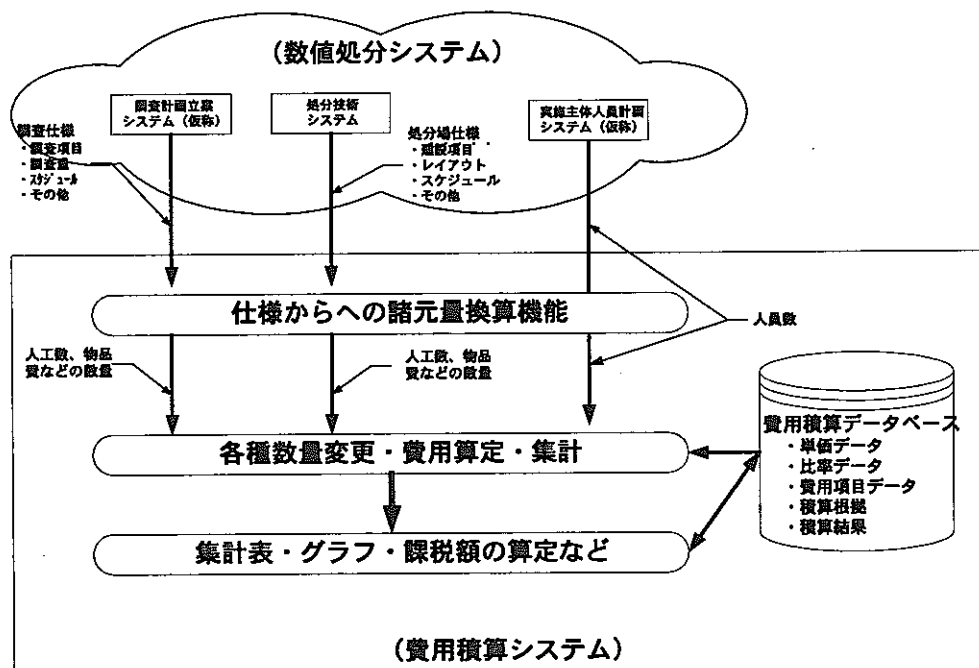 （数値処分システム）
調査計画立案
システム（仮称）
処分技術
システム
実施主体人員計画
システム（仮称）
調査仕様
・調査項目
・調査量
・スケジュール
・その他
処分場仕様
・建設項目
・レイアウト
・スケジュール
・その他
仕様からへの諸元量換算機能
人員数
人工数、物品
費などの数量
人工数、物品
費などの数量
各種数量変更・費用算定・集計
費用積算データベース
・単価データ
・比率データ
・費用項目データ
・積算根拠
・積算結果
集計表・グラフ・課税額の算定など
（費用積算システム）